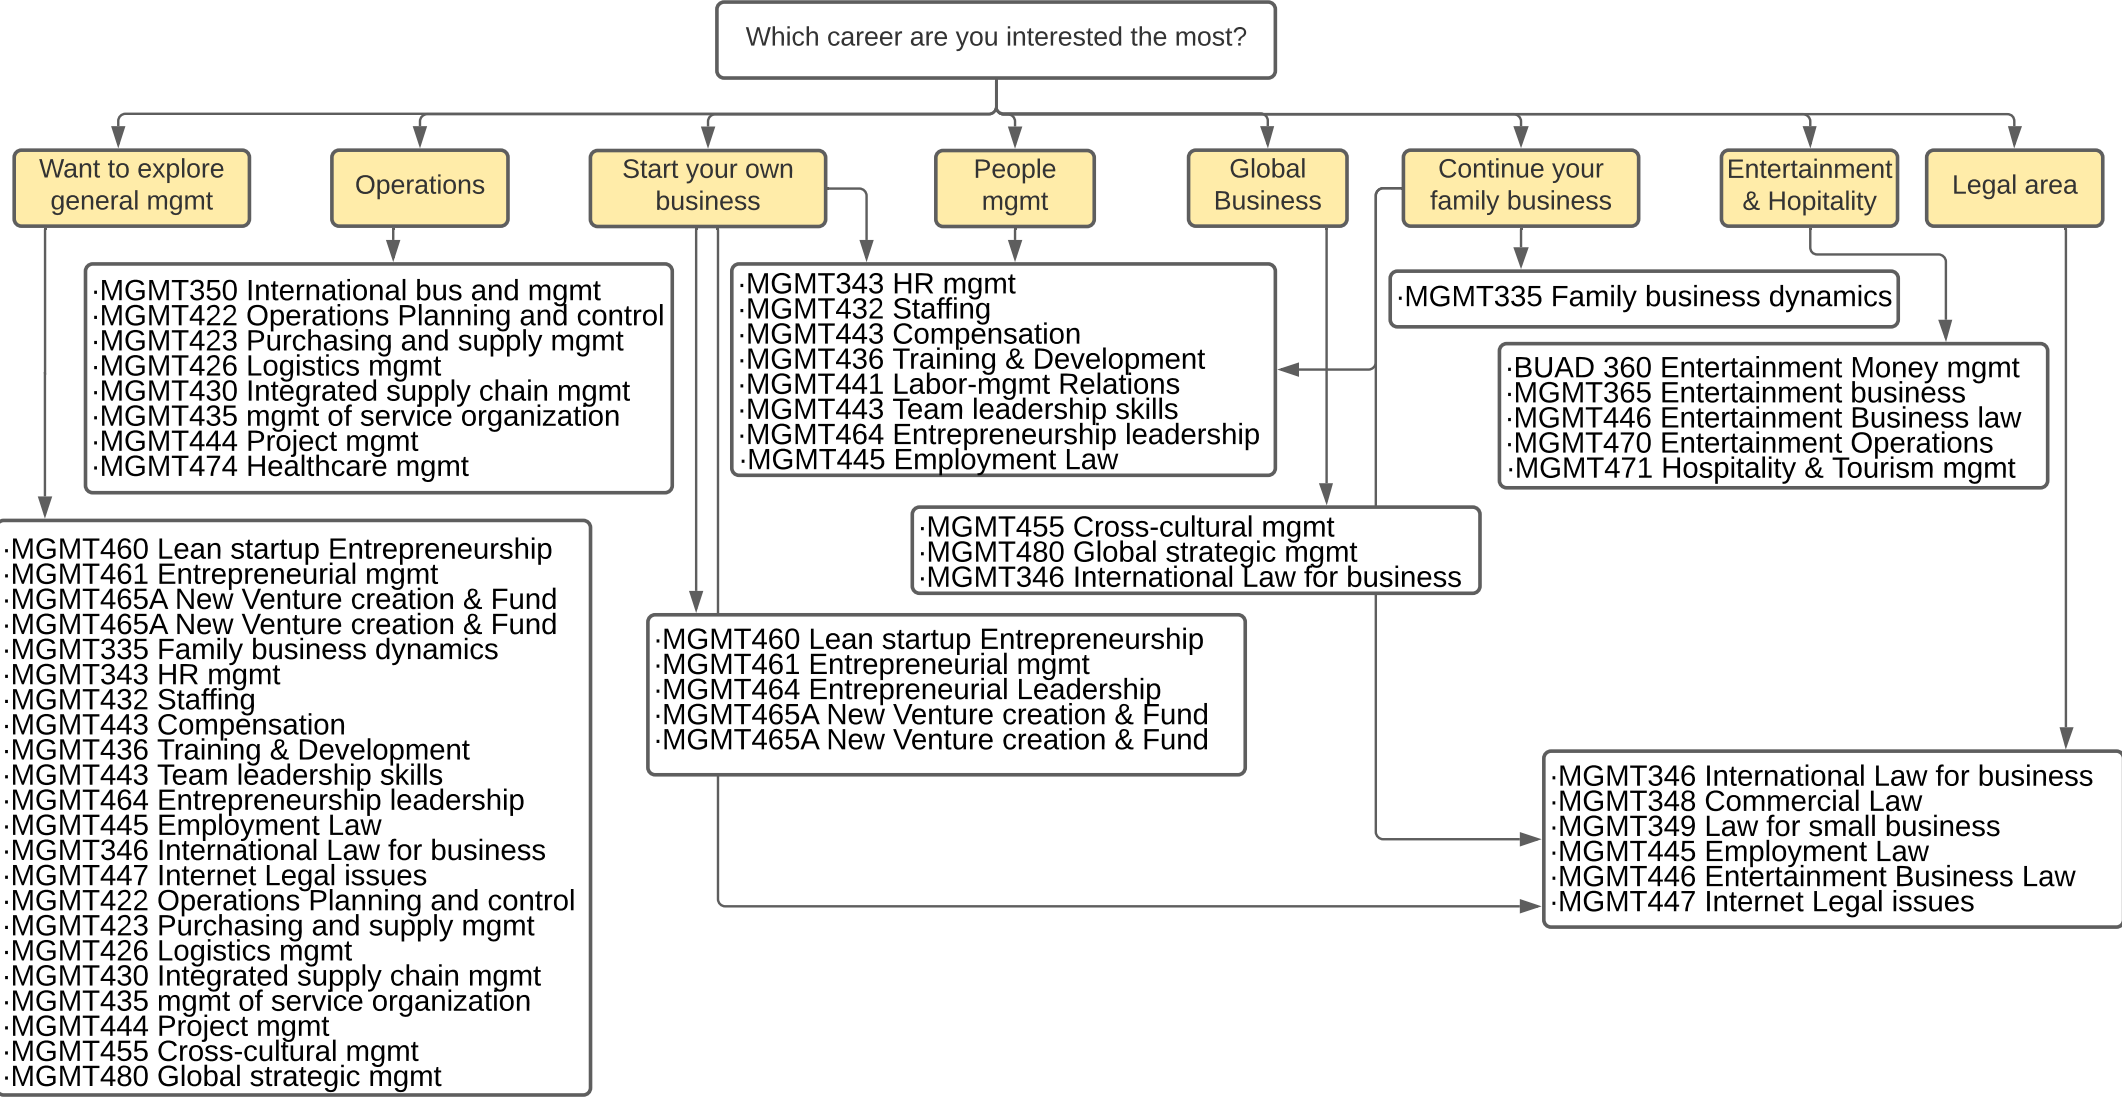 Which career are you interested the most?
Want to explore
general mgmt
Operations
Start your own
business
People
mgmt
Global
Business
Continue your
family business
Entertainment
& Hopitality
Legal area
·MGMT350 International bus and mgmt
·MGMT422 Operations Planning and control
·MGMT423 Purchasing and supply mgmt
·MGMT426 Logistics mgmt
·MGMT430 Integrated supply chain mgmt
·MGMT435 mgmt of service organization
·MGMT444 Project mgmt
·MGMT474 Healthcare mgmt
·MGMT343 HR mgmt
·MGMT432 Staffing
·MGMT443 Compensation
·MGMT436 Training & Development
·MGMT441 Labor-mgmt Relations
·MGMT443 Team leadership skills
·MGMT464 Entrepreneurship leadership
·MGMT445 Employment Law
·MGMT335 Family business dynamics
·BUAD 360 Entertainment Money mgmt
·MGMT365 Entertainment business
·MGMT446 Entertainment Business law
·MGMT470 Entertainment Operations
·MGMT471 Hospitality & Tourism mgmt
·MGMT455 Cross-cultural mgmt
·MGMT480 Global strategic mgmt
·MGMT346 International Law for business
·MGMT460 Lean startup Entrepreneurship
·MGMT461 Entrepreneurial mgmt
·MGMT465A New Venture creation & Fund
·MGMT465A New Venture creation & Fund
·MGMT335 Family business dynamics
·MGMT343 HR mgmt
·MGMT432 Staffing
·MGMT443 Compensation
·MGMT436 Training & Development
·MGMT443 Team leadership skills
·MGMT464 Entrepreneurship leadership
·MGMT445 Employment Law
·MGMT346 International Law for business
·MGMT447 Internet Legal issues
·MGMT422 Operations Planning and control
·MGMT423 Purchasing and supply mgmt
·MGMT426 Logistics mgmt
·MGMT430 Integrated supply chain mgmt
·MGMT435 mgmt of service organization
·MGMT444 Project mgmt
·MGMT455 Cross-cultural mgmt
·MGMT480 Global strategic mgmt
·MGMT460 Lean startup Entrepreneurship
·MGMT461 Entrepreneurial mgmt
·MGMT464 Entrepreneurial Leadership
·MGMT465A New Venture creation & Fund
·MGMT465A New Venture creation & Fund
·MGMT346 International Law for business
·MGMT348 Commercial Law
·MGMT349 Law for small business
·MGMT445 Employment Law
·MGMT446 Entertainment Business Law
·MGMT447 Internet Legal issues